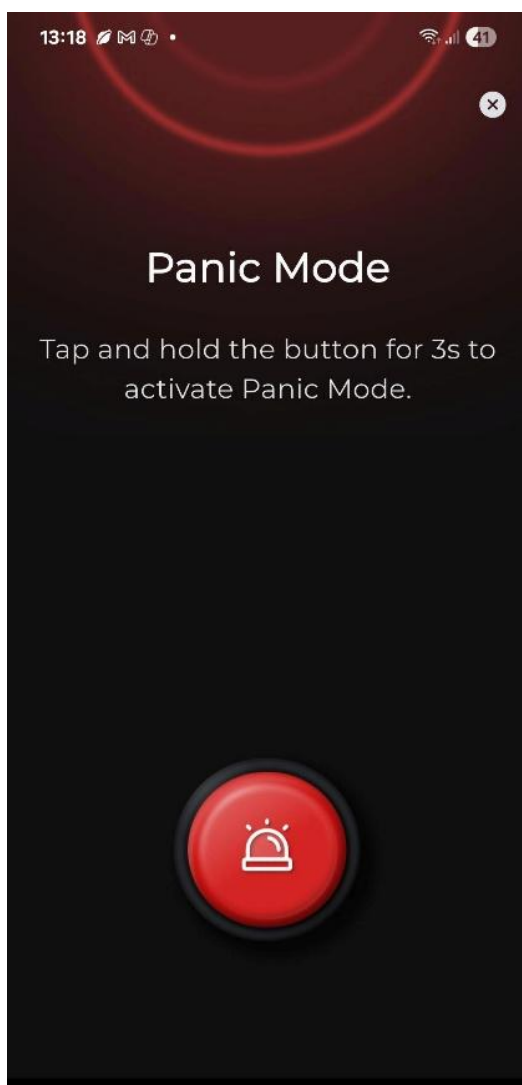 13:18
41
Panic Mode
Tap and hold the button for 3s to
activate Panic Mode.